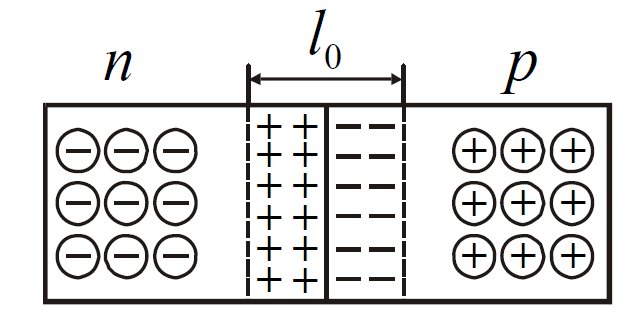 n l₀ p
+ + — —
+ + — —
− − − + + — — + + +
− − − + + — — + + +
+ + — —
− − − + + — — + + +